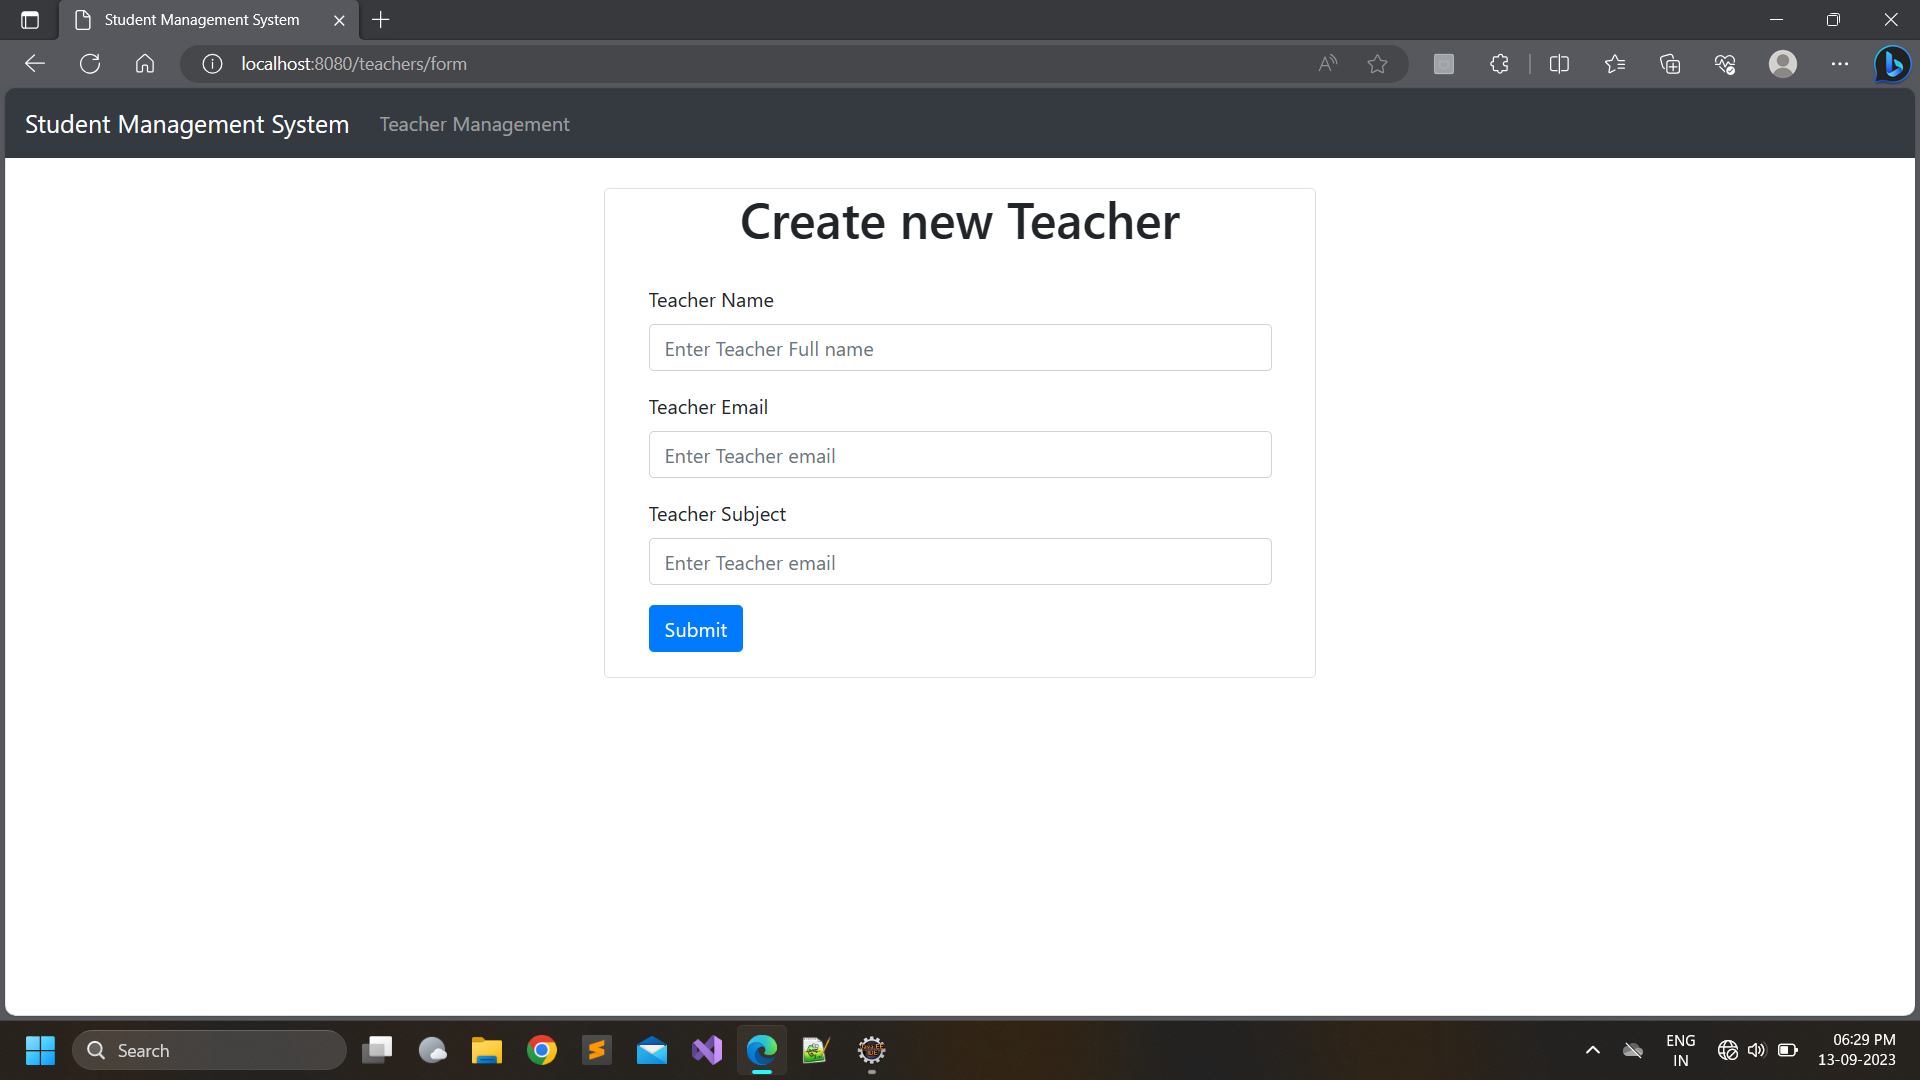 Student Management System
localhost:8080/teachers/form
Student Management System Teacher Management
Create new Teacher
Teacher Name
Enter Teacher Full name
Teacher Email
Enter Teacher email
Teacher Subject
Enter Teacher email
Submit
Search
ENG
IN
06:29 PM
13-09-2023